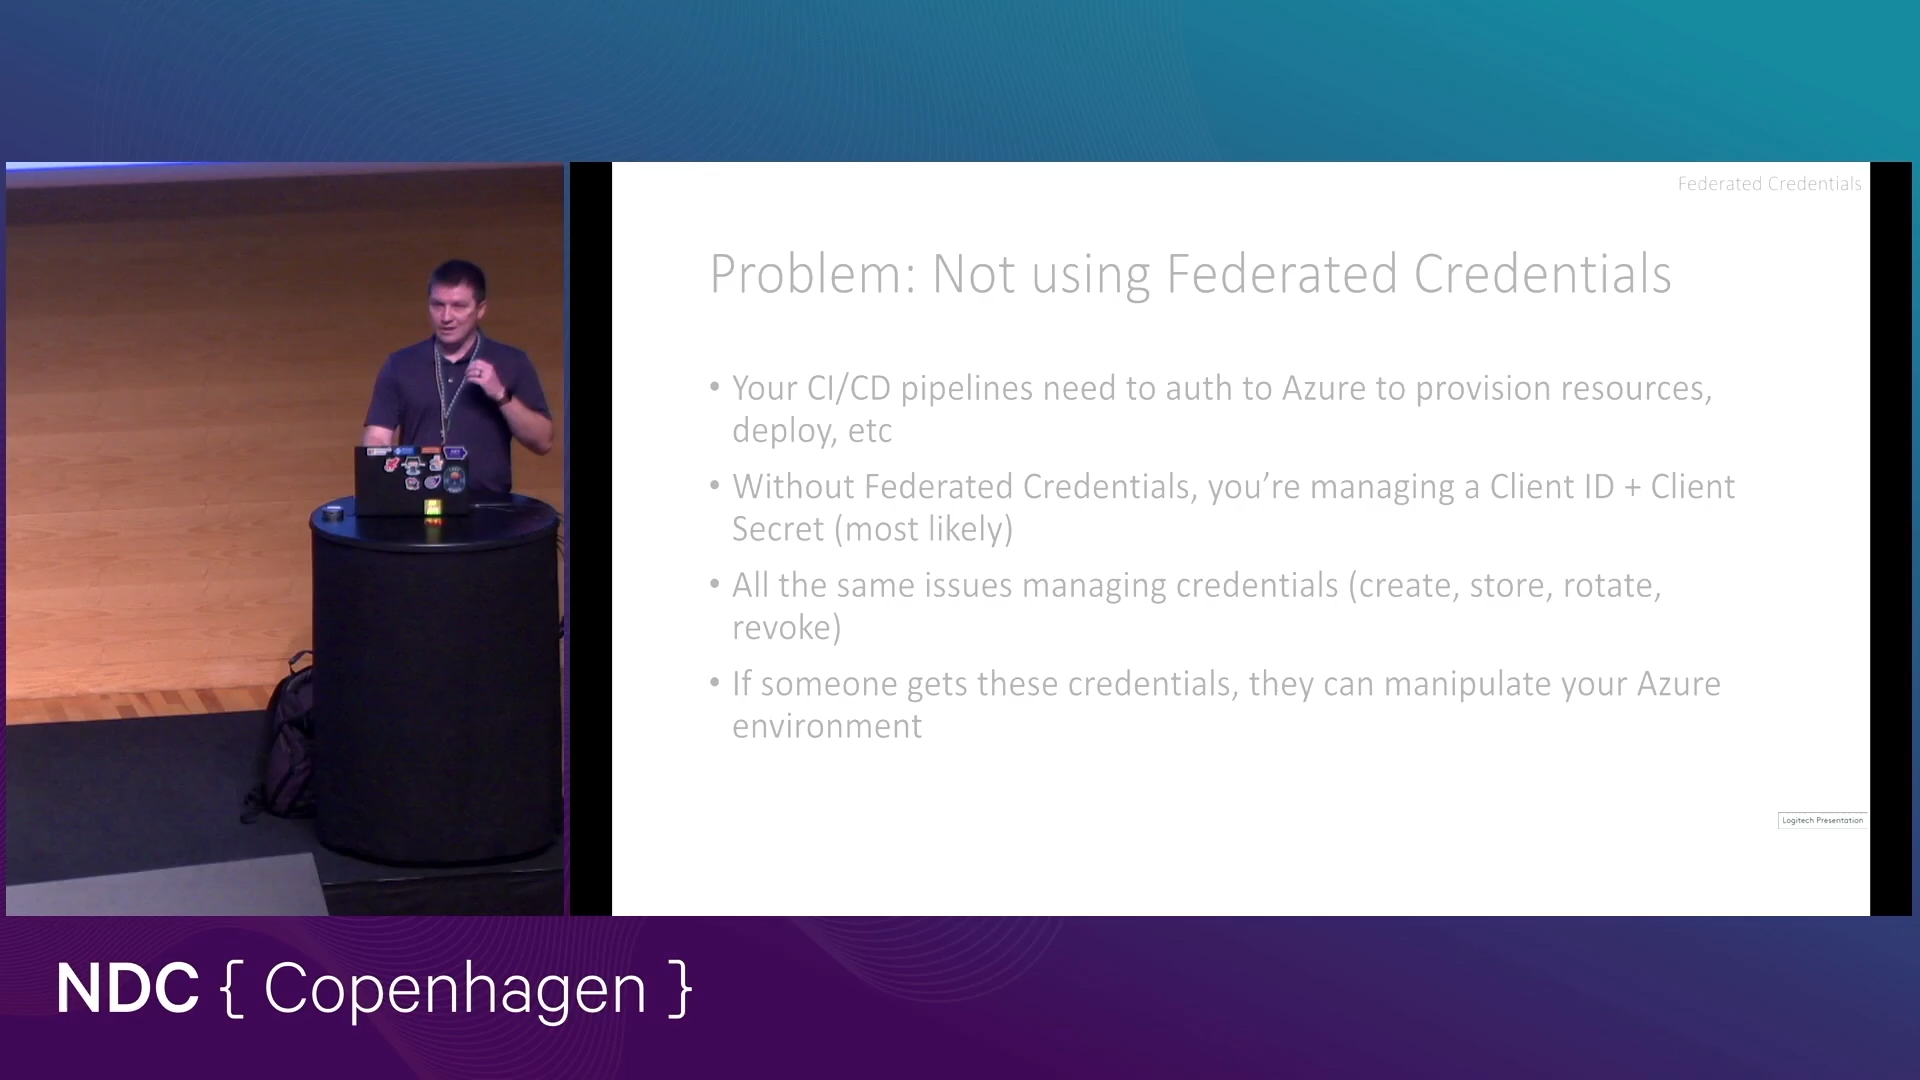 Federated Credentials
Problem: Not using Federated Credentials
• Your CI/CD pipelines need to auth to Azure to provision resources,
deploy, etc
• Without Federated Credentials, you’re managing a Client ID + Client
Secret (most likely)
• All the same issues managing credentials (create, store, rotate,
revoke)
• If someone gets these credentials, they can manipulate your Azure
environment
Logitech Presentation
NDC { Copenhagen }